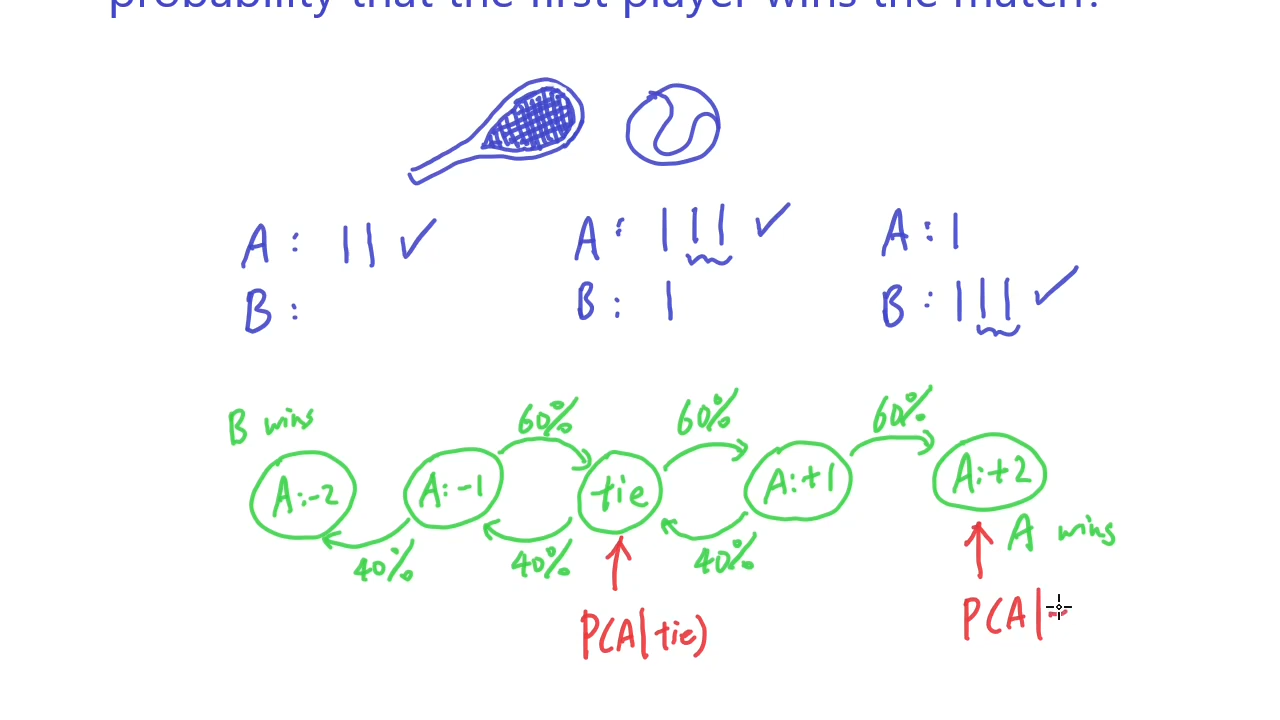 probability that the first player wins the match?
A: || ✓
B:
A: ||| ✓
B: |
A: |
B: ||| ✓
B wins
60% 60% 60%
A:-2 A:-1 tie A:+1 A:+2
40% 40% 40%
A wins
P(A|tie)
P(A|